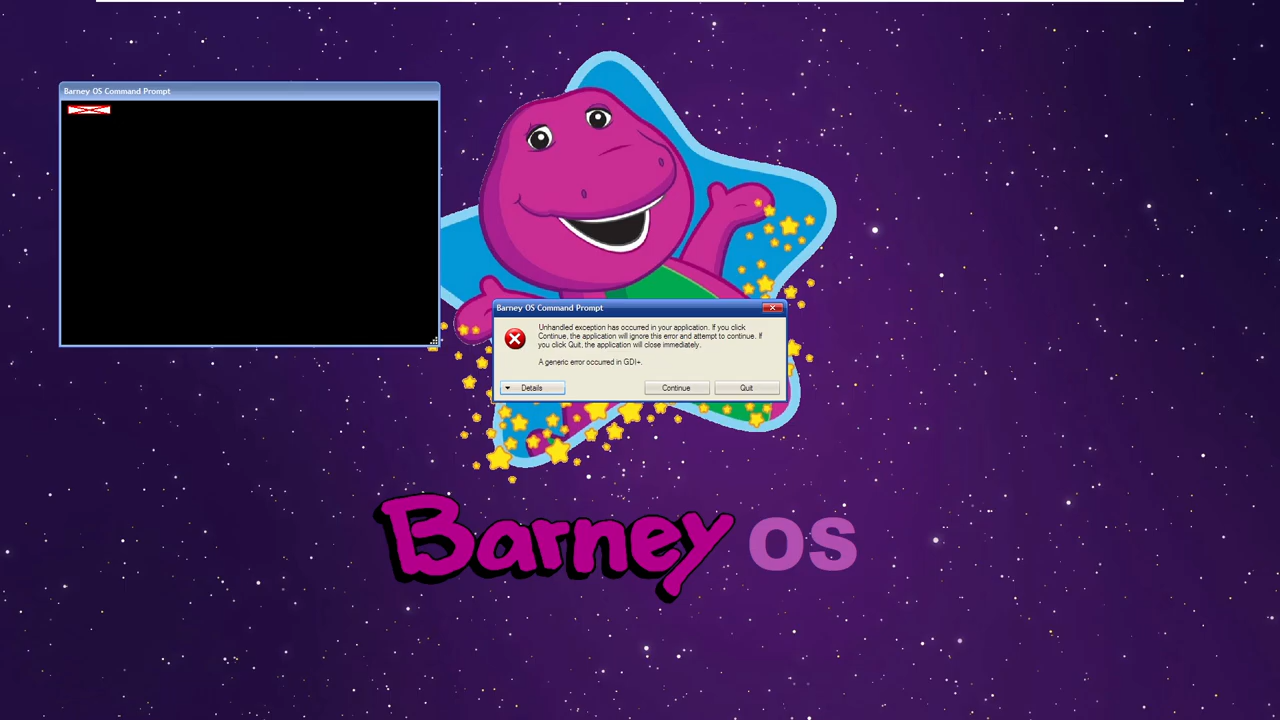 Barney OS Command Prompt
Barney OS Command Prompt
Unhandled exception has occurred in your application. If you click
Continue, the application will ignore this error and attempt to continue. If
you click Quit, the application will close immediately.
A generic error occurred in GDI+.
Details
Continue
Quit
Barney OS